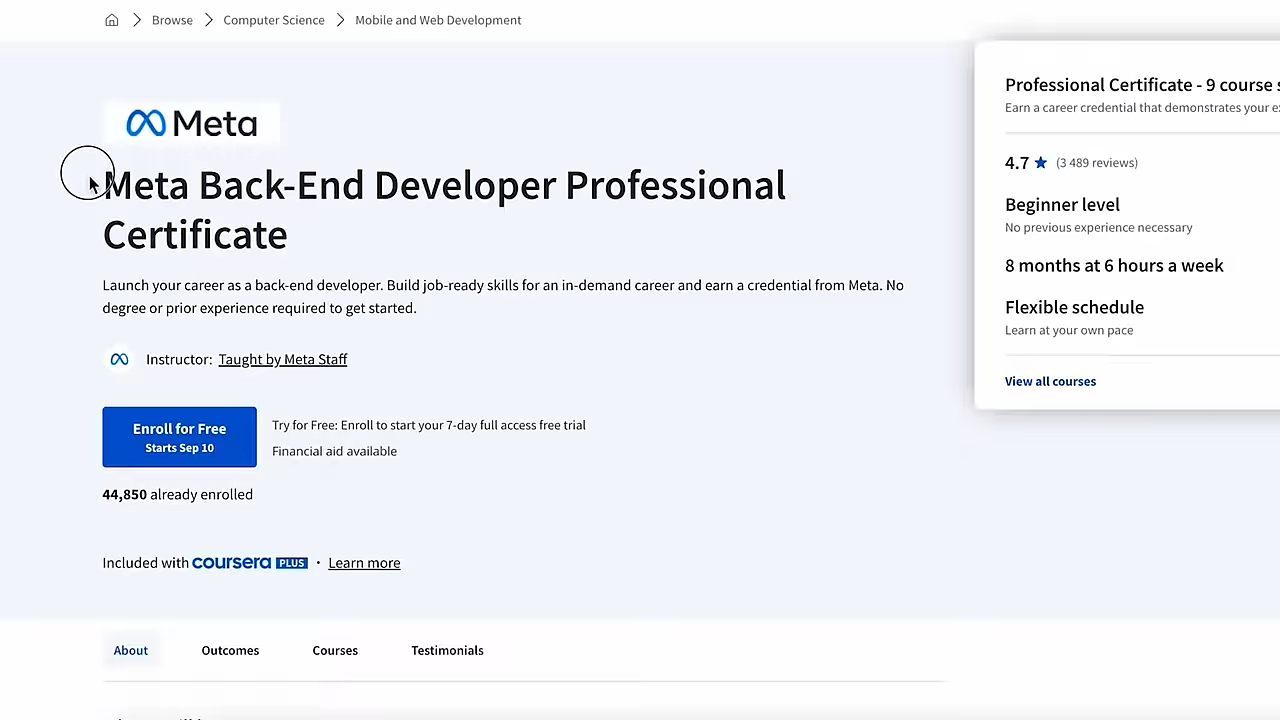 Browse
Computer Science
Mobile and Web Development
Meta
Meta Back-End Developer Professional
Certificate
Launch your career as a back-end developer. Build job-ready skills for an in-demand career and earn a credential from Meta. No
degree or prior experience required to get started.
Instructor: Taught by Meta Staff
Enroll for Free
Starts Sep 10
Try for Free: Enroll to start your 7-day full access free trial
Financial aid available
44,850 already enrolled
Included with coursera PLUS • Learn more
Professional Certificate - 9 course
Earn a career credential that demonstrates your
4.7 ★ (3 489 reviews)
Beginner level
No previous experience necessary
8 months at 6 hours a week
Flexible schedule
Learn at your own pace
View all courses
About
Outcomes
Courses
Testimonials